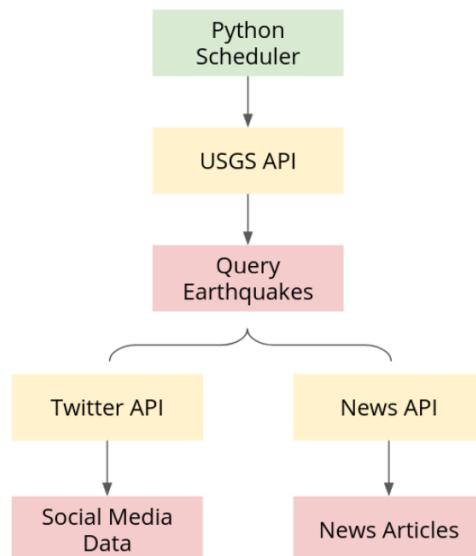 Python
Scheduler
USGS API
Query
Earthquakes
Twitter API
News API
Social Media
Data
News Articles